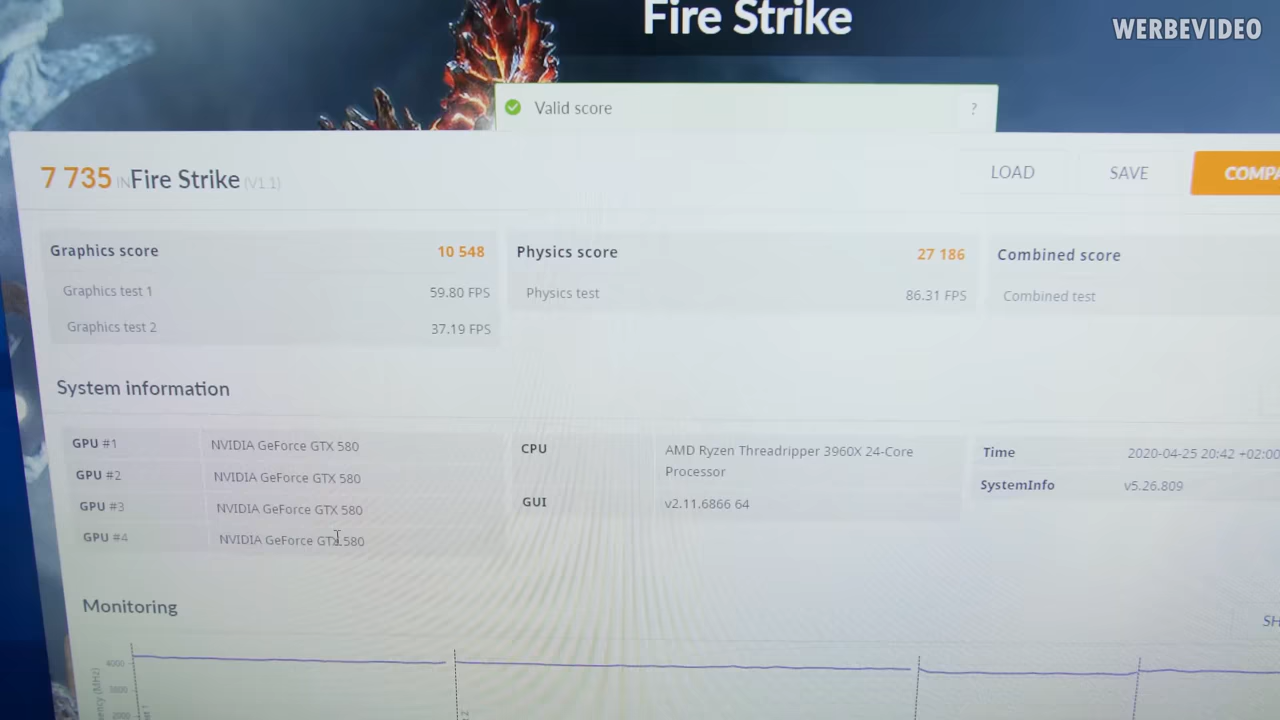 Fire Strike
WERBEVIDEO
Valid score
?
7 735 IN Fire Strike (V1.1)
LOAD
SAVE
Graphics score 10 548
Graphics test 1 59.80 FPS
Graphics test 2 37.19 FPS
Physics score 27 186
Physics test 86.31 FPS
Combined score
Combined test
System information
GPU #1 NVIDIA GeForce GTX 580
GPU #2 NVIDIA GeForce GTX 580
GPU #3 NVIDIA GeForce GTX 580
GPU #4 NVIDIA GeForce GTX 580
CPU AMD Ryzen Threadripper 3960X 24-Core
Processor
GUI v2.11.6866 64
Time 2020-04-25 20:42 +02:00
SystemInfo v5.26.809
Monitoring
4000
3000
2000